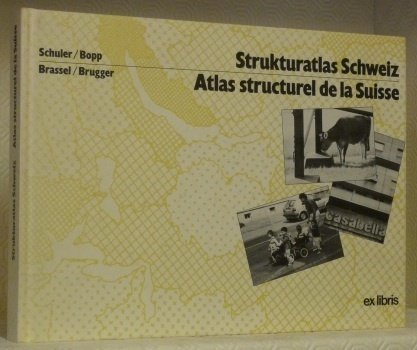 Strukturatlas Schweiz Atlas structurel de la Suisse
Schuler/Bopp
Brassel/Brugger
Strukturatlas Schweiz
Atlas structurel de la Suisse
casabella
ex libris